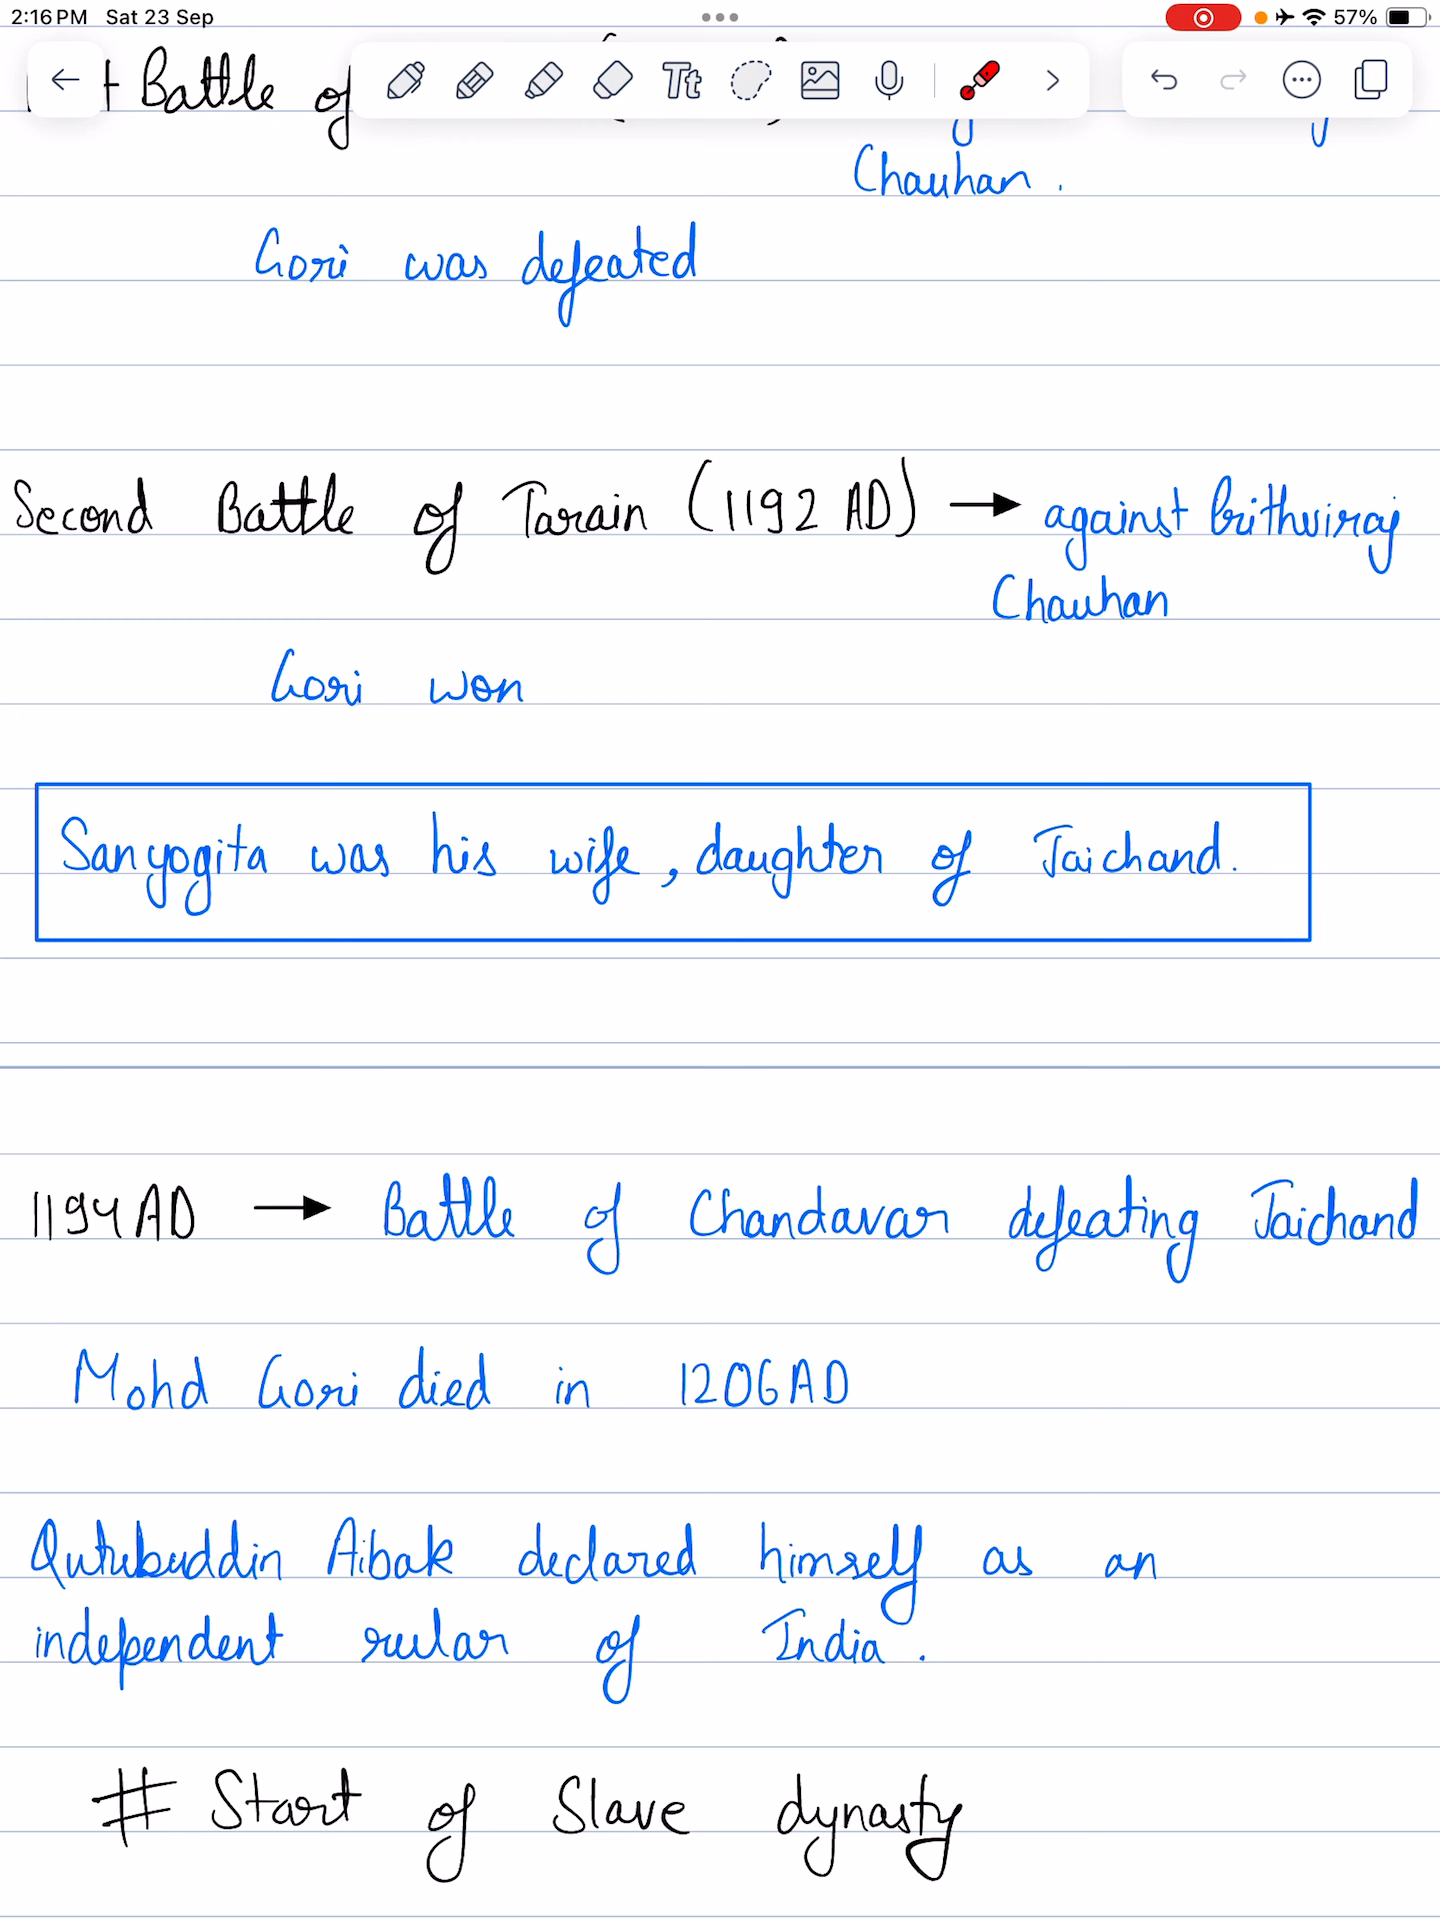 2:16 PM Sat 23 Sep
57%
Battle of
Tt
Chauhan.
Gori was defeated
Second Battle of Tarain (1192 AD) → against Prithviraj
Chauhan
Gori won
Sanyogita was his wife, daughter of Jaichand.
1194 AD → Battle of Chandavar defeating Jaichand
Mohd Gori died in 1206 AD
Qutubuddin Aibak declared himself as an
independent rular of India.
# Start of Slave dynasty